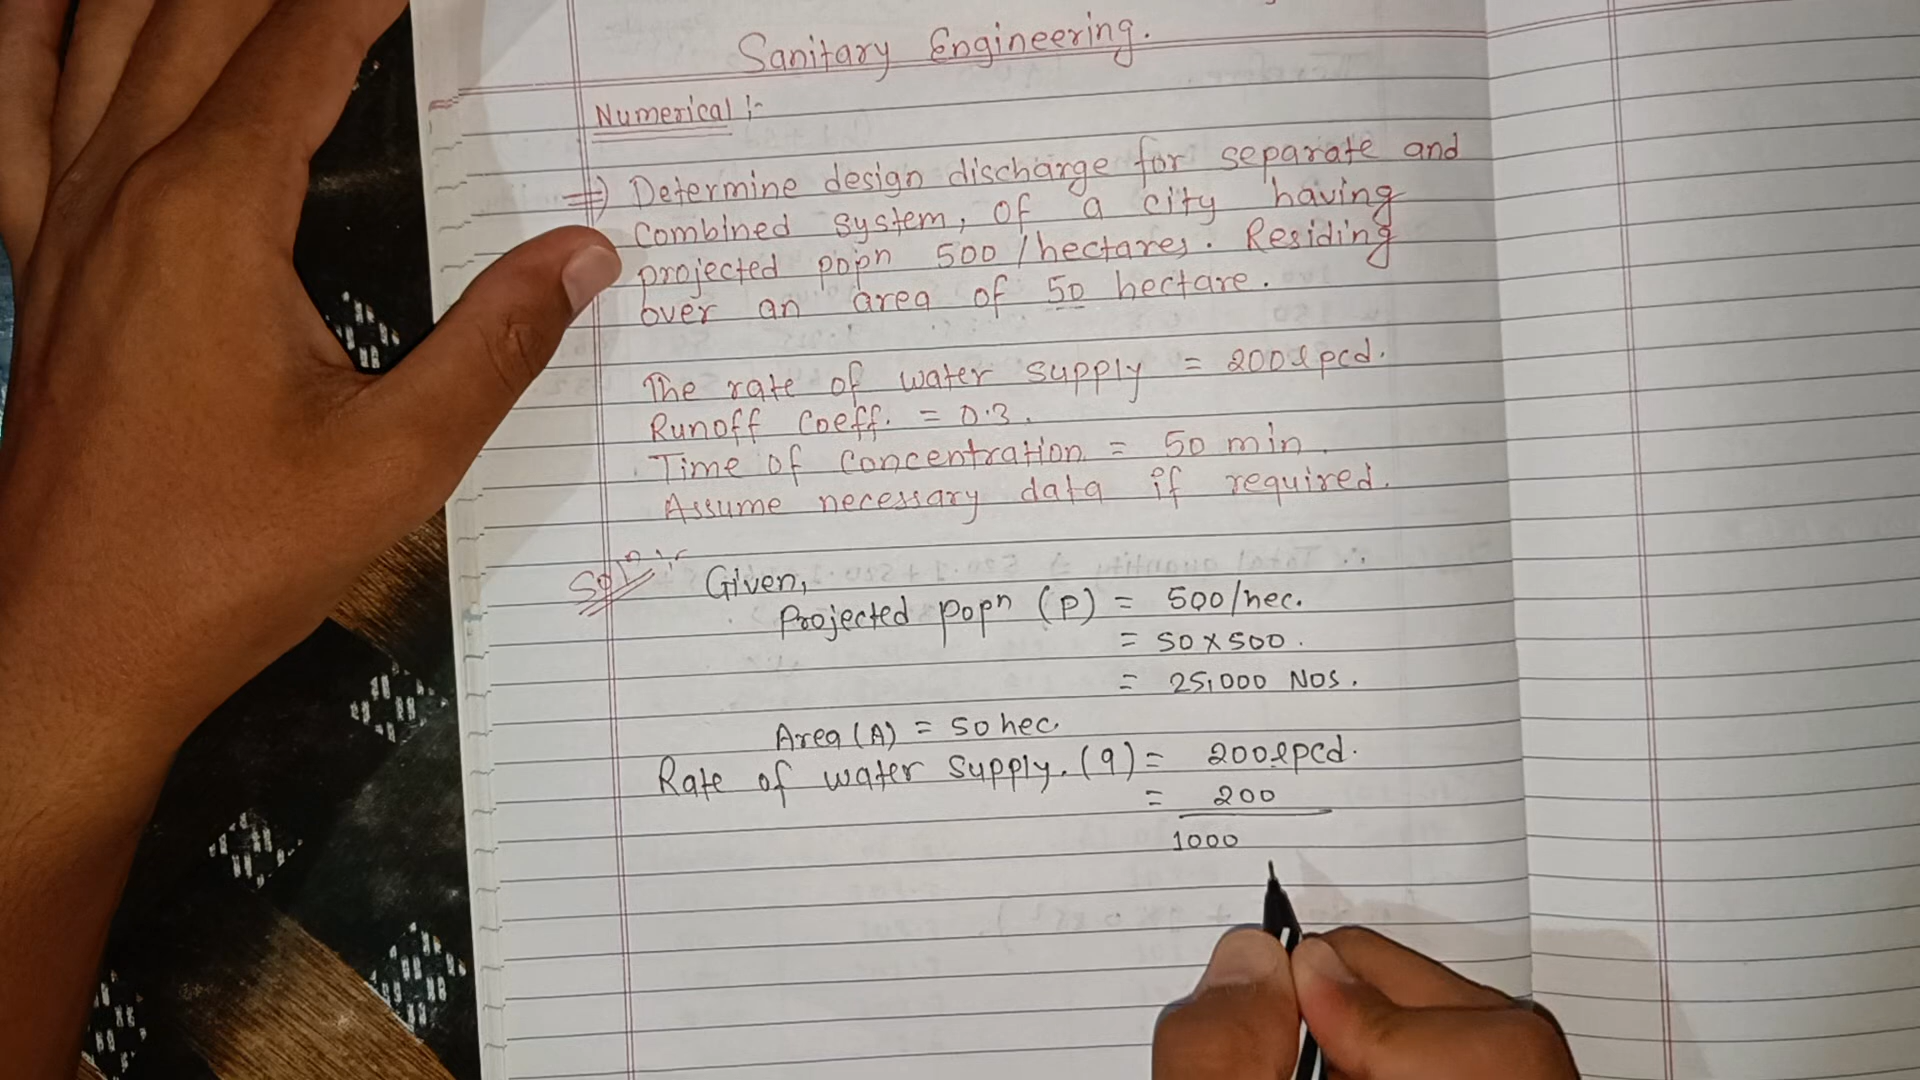 Sanitary Engineering.
Numerical :-
⇒) Determine design discharge for separate and
Combined system, of a city having
projected popn 500 / hectares. Residing
over an area of 50 hectare.
The rate of water supply = 200 lpcd.
Runoff Coeff. = 0.3.
Time of Concentration = 50 min.
Assume necessary data if required.
Soln :-
Given,
Projected popn (P) = 500/hec.
= 50 x 500.
= 25,000 Nos.
Area (A) = 50 hec.
Rate of water supply. (q) = 200 lpcd.
= 200
1000